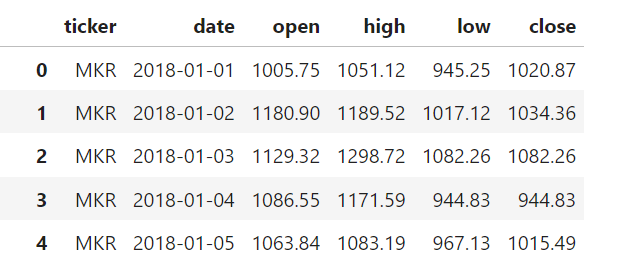 ticker date open high low close
0 MKR 2018-01-01 1005.75 1051.12 945.25 1020.87
1 MKR 2018-01-02 1180.90 1189.52 1017.12 1034.36
2 MKR 2018-01-03 1129.32 1298.72 1082.26 1082.26
3 MKR 2018-01-04 1086.55 1171.59 944.83 944.83
4 MKR 2018-01-05 1063.84 1083.19 967.13 1015.49